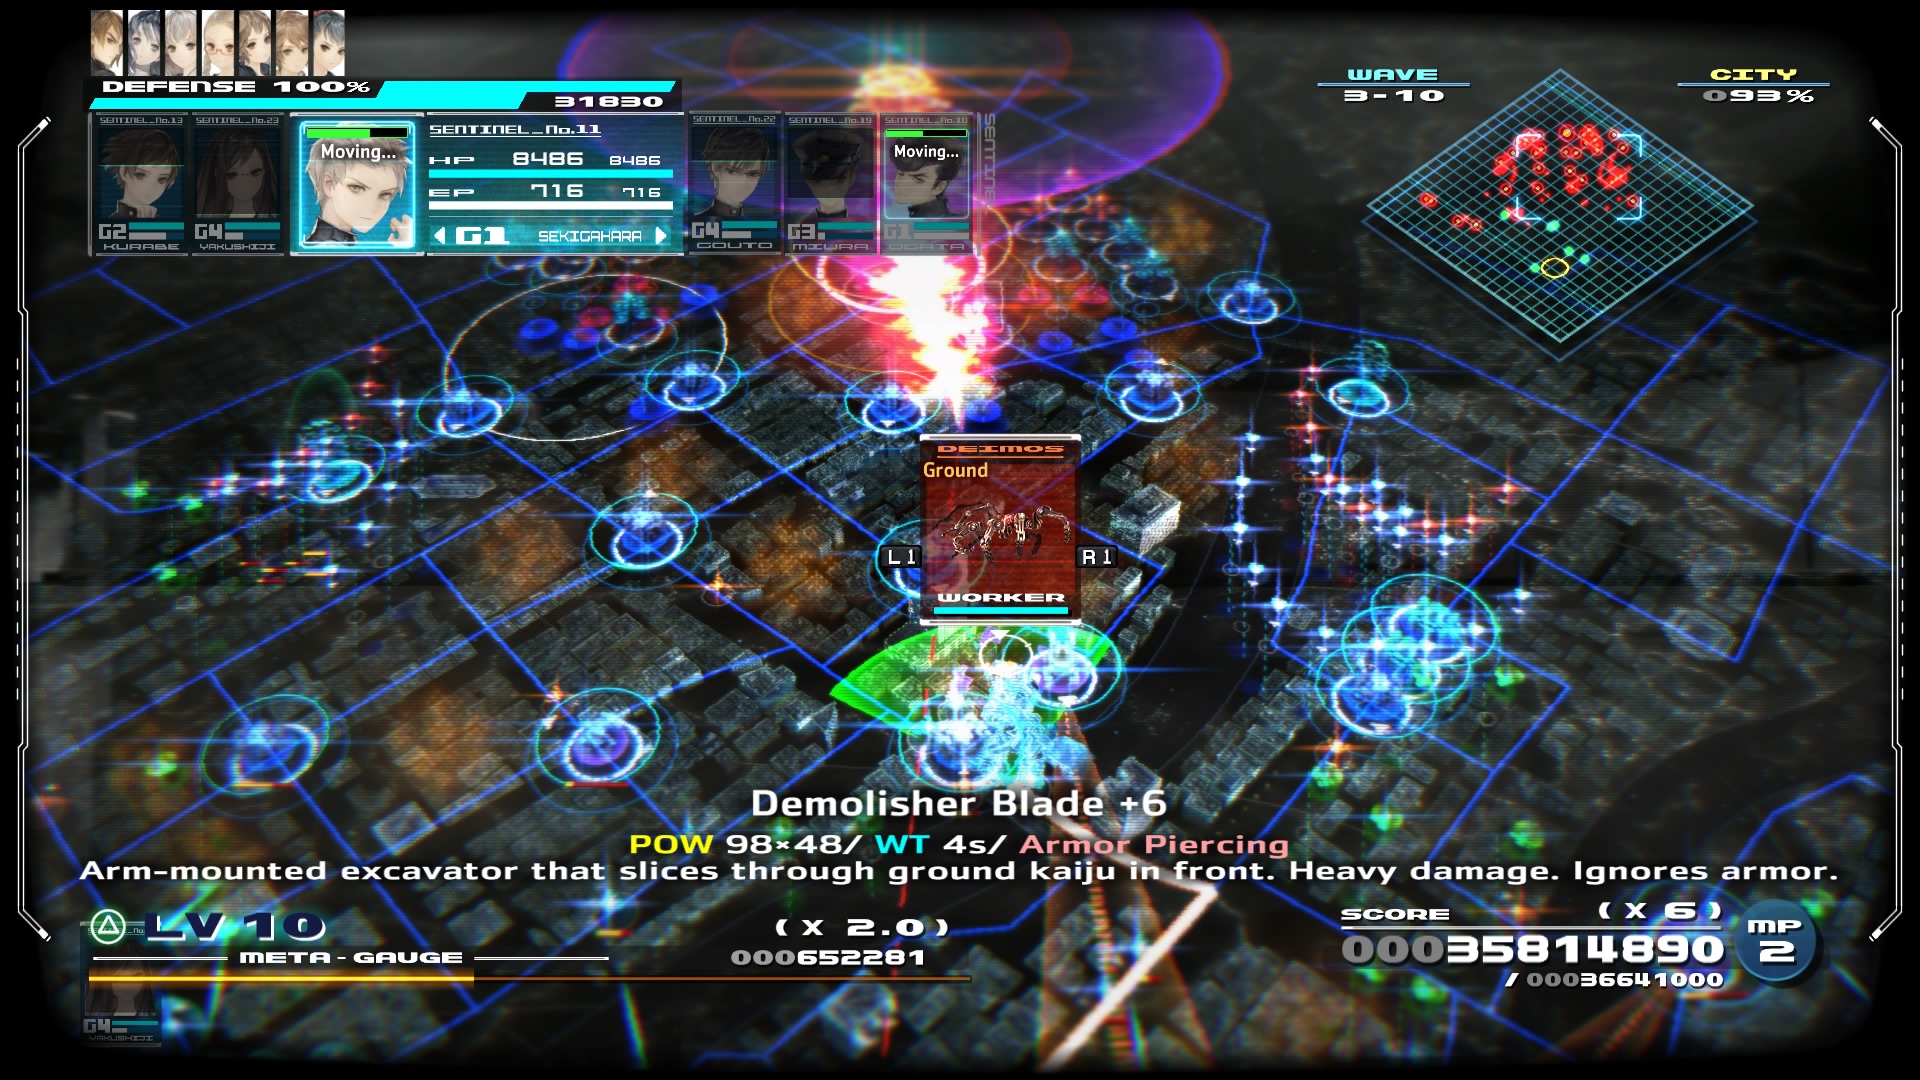 DEFENSE 100%
31830
WAVE
3-10
CITY
093%
SENTINEL_No.13
G2
KURABE
SENTINEL_No.23
G4
YAKUSHIJI
Moving...
SENTINEL_No.11
HP 8486 8486
EP 716 716
G1 SEKIGAHARA
SENTINEL_No.22
G4
GOUTO
SENTINEL_No.19
G3
MIURA
SENTINEL_No.10
Moving...
G1
OGATA
SENTINEL
DEIMOS
Ground
L1
R1
WORKER
Demolisher Blade +6
POW 98×48/ WT 4s/ Armor Piercing
Arm-mounted excavator that slices through ground kaiju in front. Heavy damage. Ignores armor.
LV 10
META-GAUGE
(X 2.0)
000652281
SCORE (X 6)
00035814890
/00036641000
MP
2
G4
YAKUSHIJI